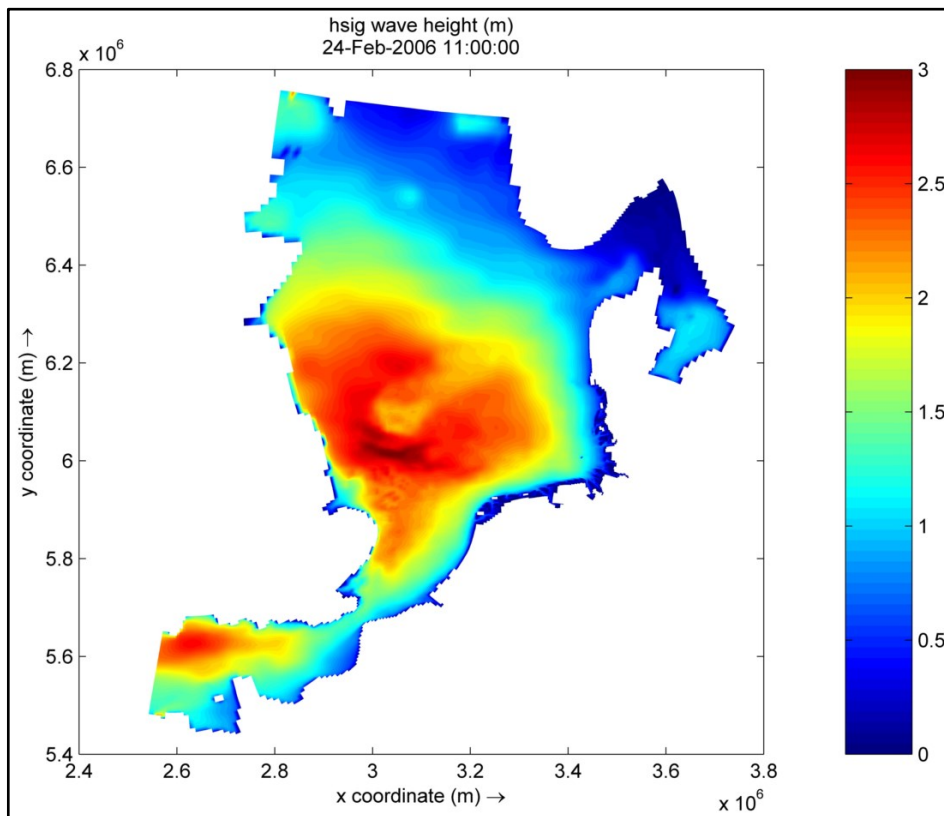 hsig wave height (m)
24-Feb-2006 11:00:00
x 10^6
6.8
6.6
6.4
6.2
6
5.8
5.6
5.4
y coordinate (m) →
2.4 2.6 2.8 3 3.2 3.4 3.6 3.8
x coordinate (m) →
x 10^6
3
2.5
2
1.5
1
0.5
0